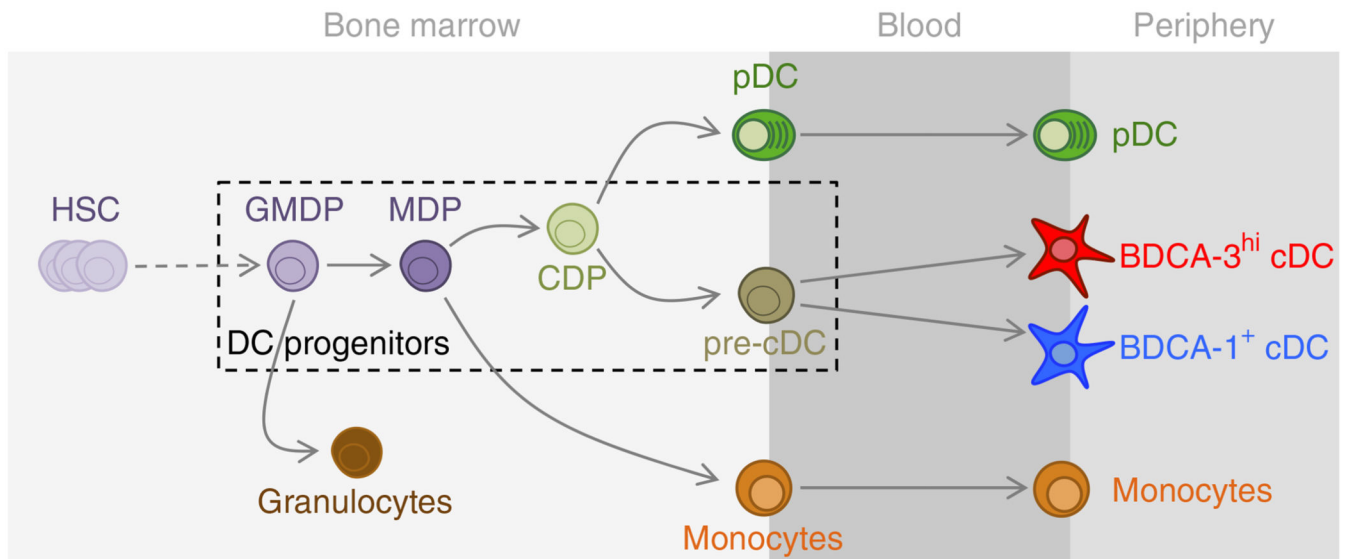 Bone marrow
Blood
Periphery
pDC
pDC
HSC
GMDP
MDP
CDP
BDCA-3hi cDC
DC progenitors
pre-cDC
BDCA-1+ cDC
Granulocytes
Monocytes
Monocytes